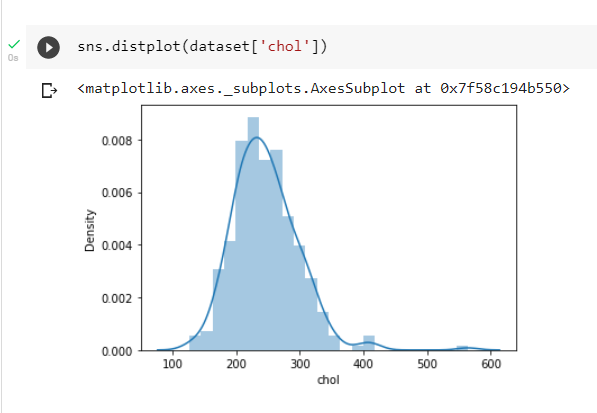 sns.distplot(dataset['chol'])
0s
<matplotlib.axes._subplots.AxesSubplot at 0x7f58c194b550>
0.008
0.006
0.004
0.002
0.000
Density
100 200 300 400 500 600
chol